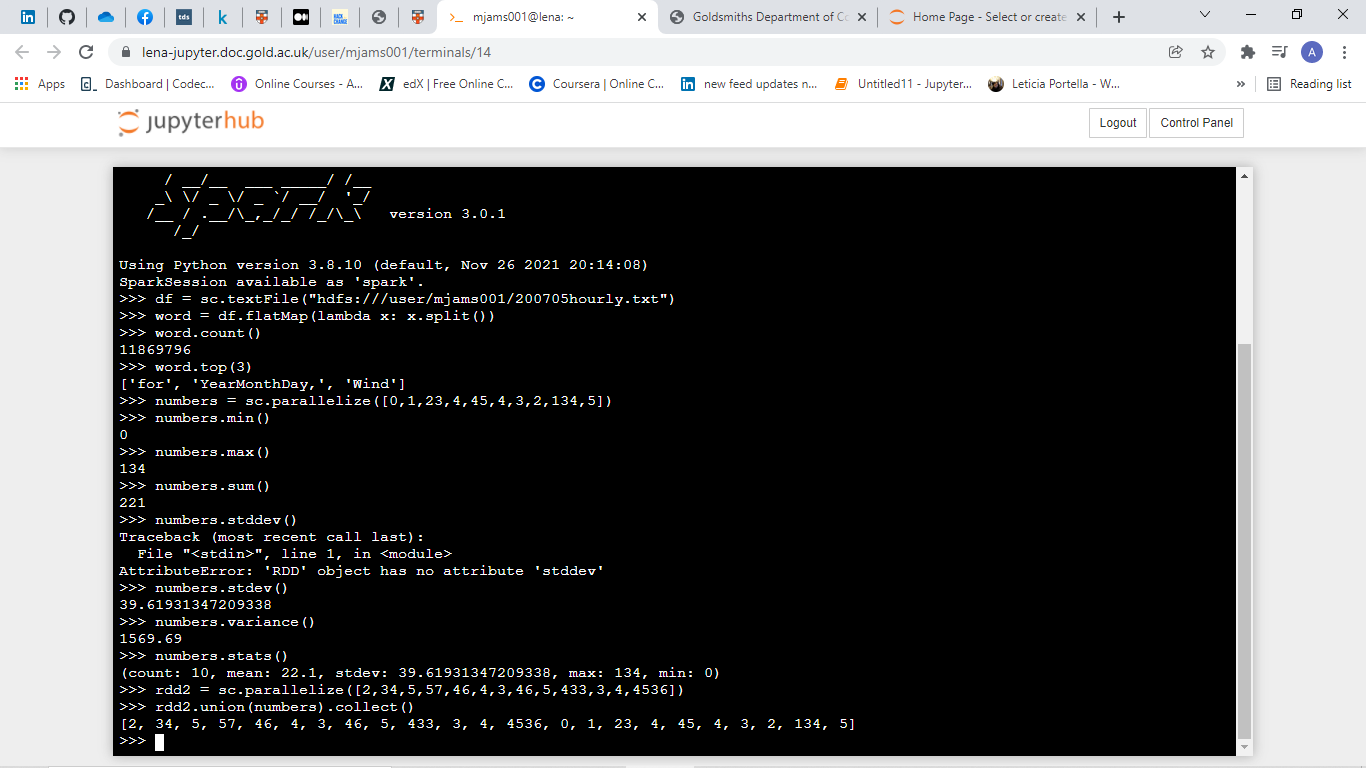 mjams001@lena: ~
Goldsmiths Department of Co
Home Page - Select or create
lena-jupyter.doc.gold.ac.uk/user/mjams001/terminals/14
A
Apps
Dashboard | Codec...
Online Courses - A...
edX | Free Online C...
Coursera | Online C...
new feed updates n...
Untitled11 - Jupyter...
Leticia Portella - W...
»
Reading list
jupyterhub
Logout
Control Panel
version 3.0.1
Using Python version 3.8.10 (default, Nov 26 2021 20:14:08)
SparkSession available as 'spark'.
>>> df = sc.textFile("hdfs:///user/mjams001/200705hourly.txt")
>>> word = df.flatMap(lambda x: x.split())
>>> word.count()
11869796
>>> word.top(3)
['for', 'YearMonthDay,', 'Wind']
>>> numbers = sc.parallelize([0,1,23,4,45,4,3,2,134,5])
>>> numbers.min()
0
>>> numbers.max()
134
>>> numbers.sum()
221
>>> numbers.stddev()
Traceback (most recent call last):
  File "<stdin>", line 1, in <module>
AttributeError: 'RDD' object has no attribute 'stddev'
>>> numbers.stdev()
39.61931347209338
>>> numbers.variance()
1569.69
>>> numbers.stats()
(count: 10, mean: 22.1, stdev: 39.61931347209338, max: 134, min: 0)
>>> rdd2 = sc.parallelize([2,34,5,57,46,4,3,46,5,433,3,4,4536])
>>> rdd2.union(numbers).collect()
[2, 34, 5, 57, 46, 4, 3, 46, 5, 433, 3, 4, 4536, 0, 1, 23, 4, 45, 4, 3, 2, 134, 5]
>>>